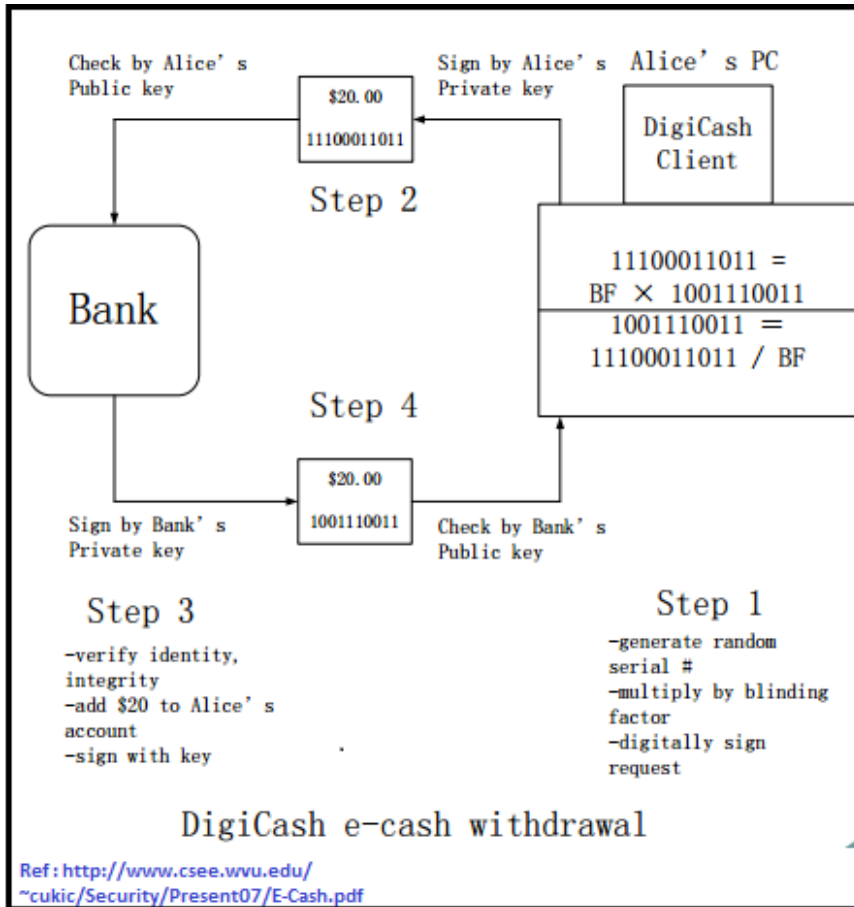 Check by Alice's
Public key
$20.00
11100011011
Step 2
Sign by Alice's
Private key
Alice's PC
DigiCash
Client
11100011011 =
BF × 1001110011
1001110011 =
11100011011 / BF
Bank
Step 4
$20.00
1001110011
Sign by Bank's
Private key
Check by Bank's
Public key
Step 3
-verify identity,
integrity
-add $20 to Alice's
account
-sign with key
Step 1
-generate random
serial #
-multiply by blinding
factor
-digitally sign
request
DigiCash e-cash withdrawal
Ref: http://www.csee.wvu.edu/
~cukic/Security/Present07/E-Cash.pdf